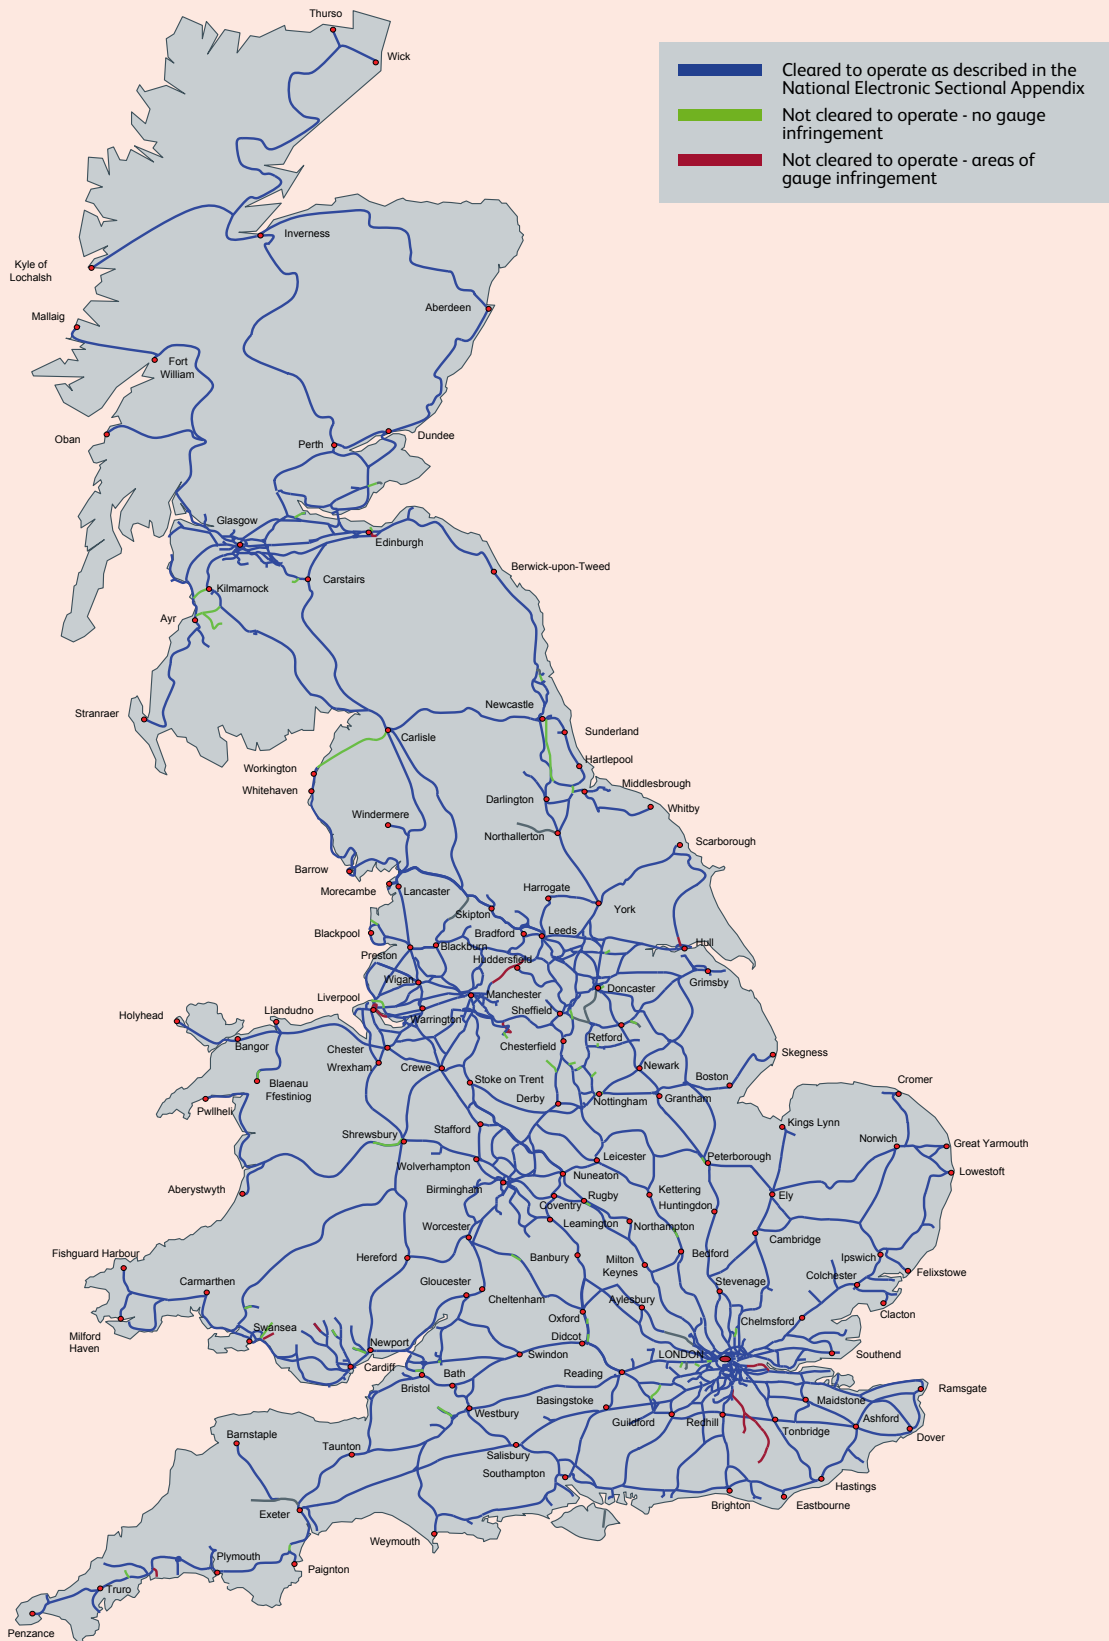 Thurso
Wick
Cleared to operate as described in the
National Electronic Sectional Appendix
Not cleared to operate - no gauge
infringement
Not cleared to operate - areas of
gauge infringement
Inverness
Kyle of
Lochalsh
Aberdeen
Mallaig
Fort
William
Oban
Perth
Dundee
Glasgow
Edinburgh
Berwick-upon-Tweed
Carstairs
Kilmarnock
Ayr
Stranraer
Newcastle
Sunderland
Carlisle
Hartlepool
Workington
Middlesbrough
Whitehaven
Darlington
Whitby
Windermere
Northallerton
Scarborough
Barrow
Morecambe
Lancaster
Harrogate
York
Skipton
Blackpool
Bradford
Leeds
Hull
Blackburn
Preston
Huddersfield
Wigan
Grimsby
Doncaster
Liverpool
Manchester
Holyhead
Llandudno
Warrington
Sheffield
Bangor
Chester
Chesterfield
Retford
Skegness
Wrexham
Crewe
Newark
Blaenau
Ffestiniog
Stoke on Trent
Boston
Cromer
Pwllheli
Derby
Nottingham
Grantham
Kings Lynn
Shrewsbury
Stafford
Norwich
Great Yarmouth
Wolverhampton
Leicester
Peterborough
Lowestoft
Nuneaton
Aberystwyth
Birmingham
Rugby
Kettering
Ely
Coventry
Huntingdon
Worcester
Leamington
Northampton
Cambridge
Fishguard Harbour
Hereford
Banbury
Milton
Keynes
Bedford
Ipswich
Carmarthen
Gloucester
Stevenage
Colchester
Felixstowe
Cheltenham
Aylesbury
Clacton
Oxford
Chelmsford
Swansea
Milford
Haven
Newport
Didcot
LONDON
Southend
Swindon
Cardiff
Bath
Reading
Bristol
Ramsgate
Basingstoke
Maidstone
Westbury
Guildford
Redhill
Ashford
Tonbridge
Barnstaple
Taunton
Dover
Salisbury
Southampton
Hastings
Exeter
Brighton
Eastbourne
Weymouth
Plymouth
Paignton
Truro
Penzance